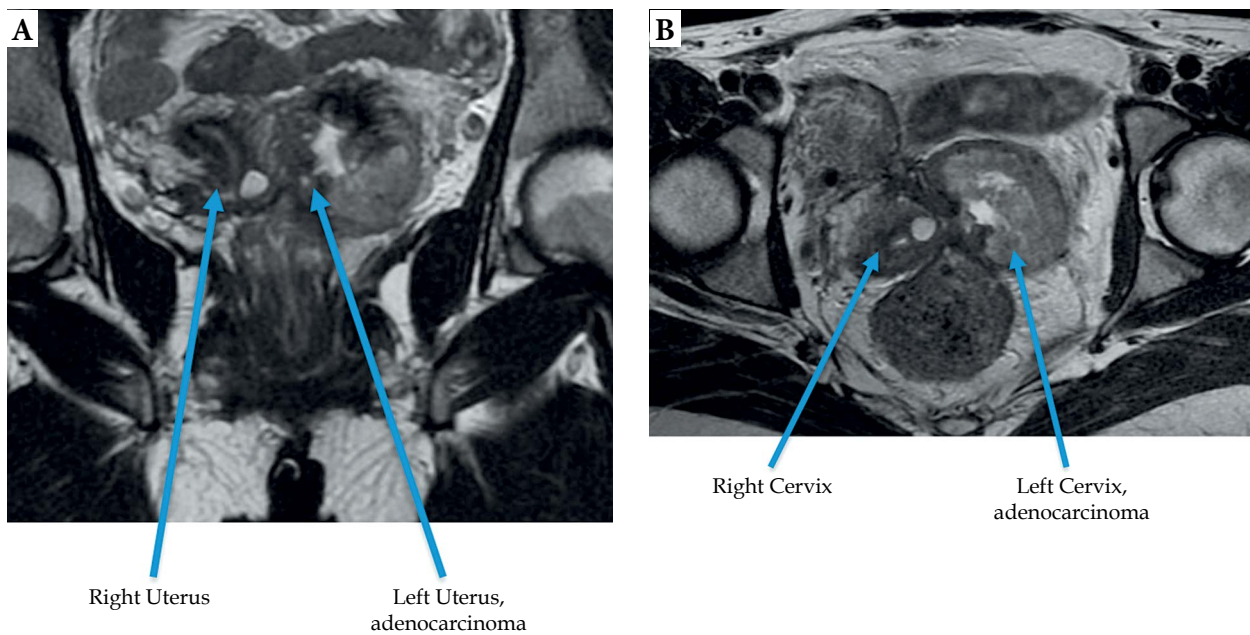 A
B
Right Cervix
Left Cervix,
adenocarcinoma
Right Uterus
Left Uterus,
adenocarcinoma